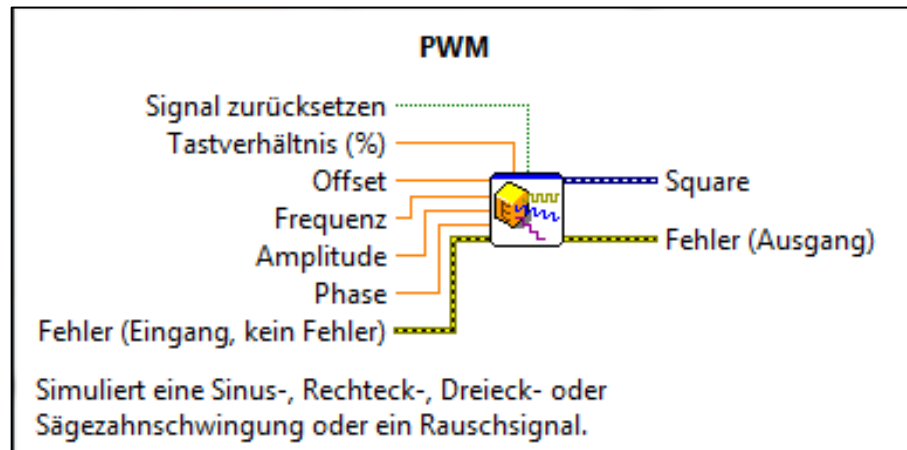 PWM
Signal zurücksetzen
Tastverhältnis (%)
Offset
Square
Frequenz
Fehler (Ausgang)
Amplitude
Phase
Fehler (Eingang, kein Fehler)
Simuliert eine Sinus-, Rechteck-, Dreieck- oder
Sägezahnschwingung oder ein Rauschsignal.